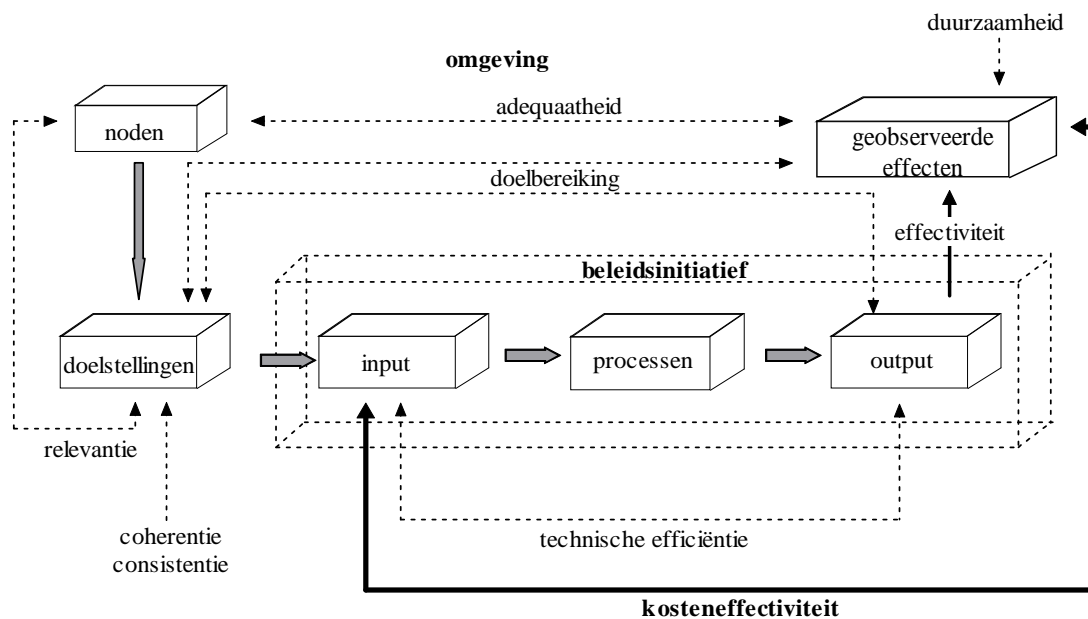 duurzaamheid
omgeving
noden
adequaatheid
geobserveerde
effecten
doelbereiking
effectiviteit
beleidsinitiatief
doelstellingen
input
processen
output
relevantie
coherentie
consistentie
technische efficiëntie
kosteneffectiviteit